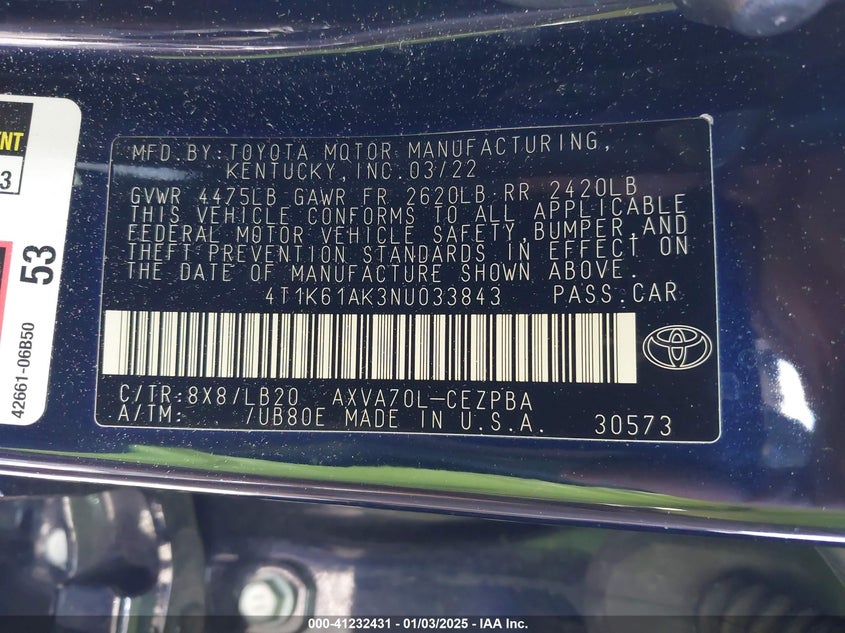 ENT
3
53
42661-06B50
MFD.BY:TOYOTA MOTOR MANUFACTURING,
KENTUCKY,INC.03/22
GVWR 4475LB GAWR FR 2620LB RR 2420LB
THIS VEHICLE CONFORMS TO ALL APPLICABLE
FEDERAL MOTOR VEHICLE SAFETY,BUMPER,AND
THEFT PREVENTION STANDARDS IN EFFECT ON
THE DATE OF MANUFACTURE SHOWN ABOVE.
4T1K61AK3NU033843 PASS.CAR
C/TR:8X8/LB20 AXVA70L-CEZPBA
A/TM: /UB80E MADE IN U.S.A. 30573
000-41232431 - 01/03/2025 - IAA Inc.